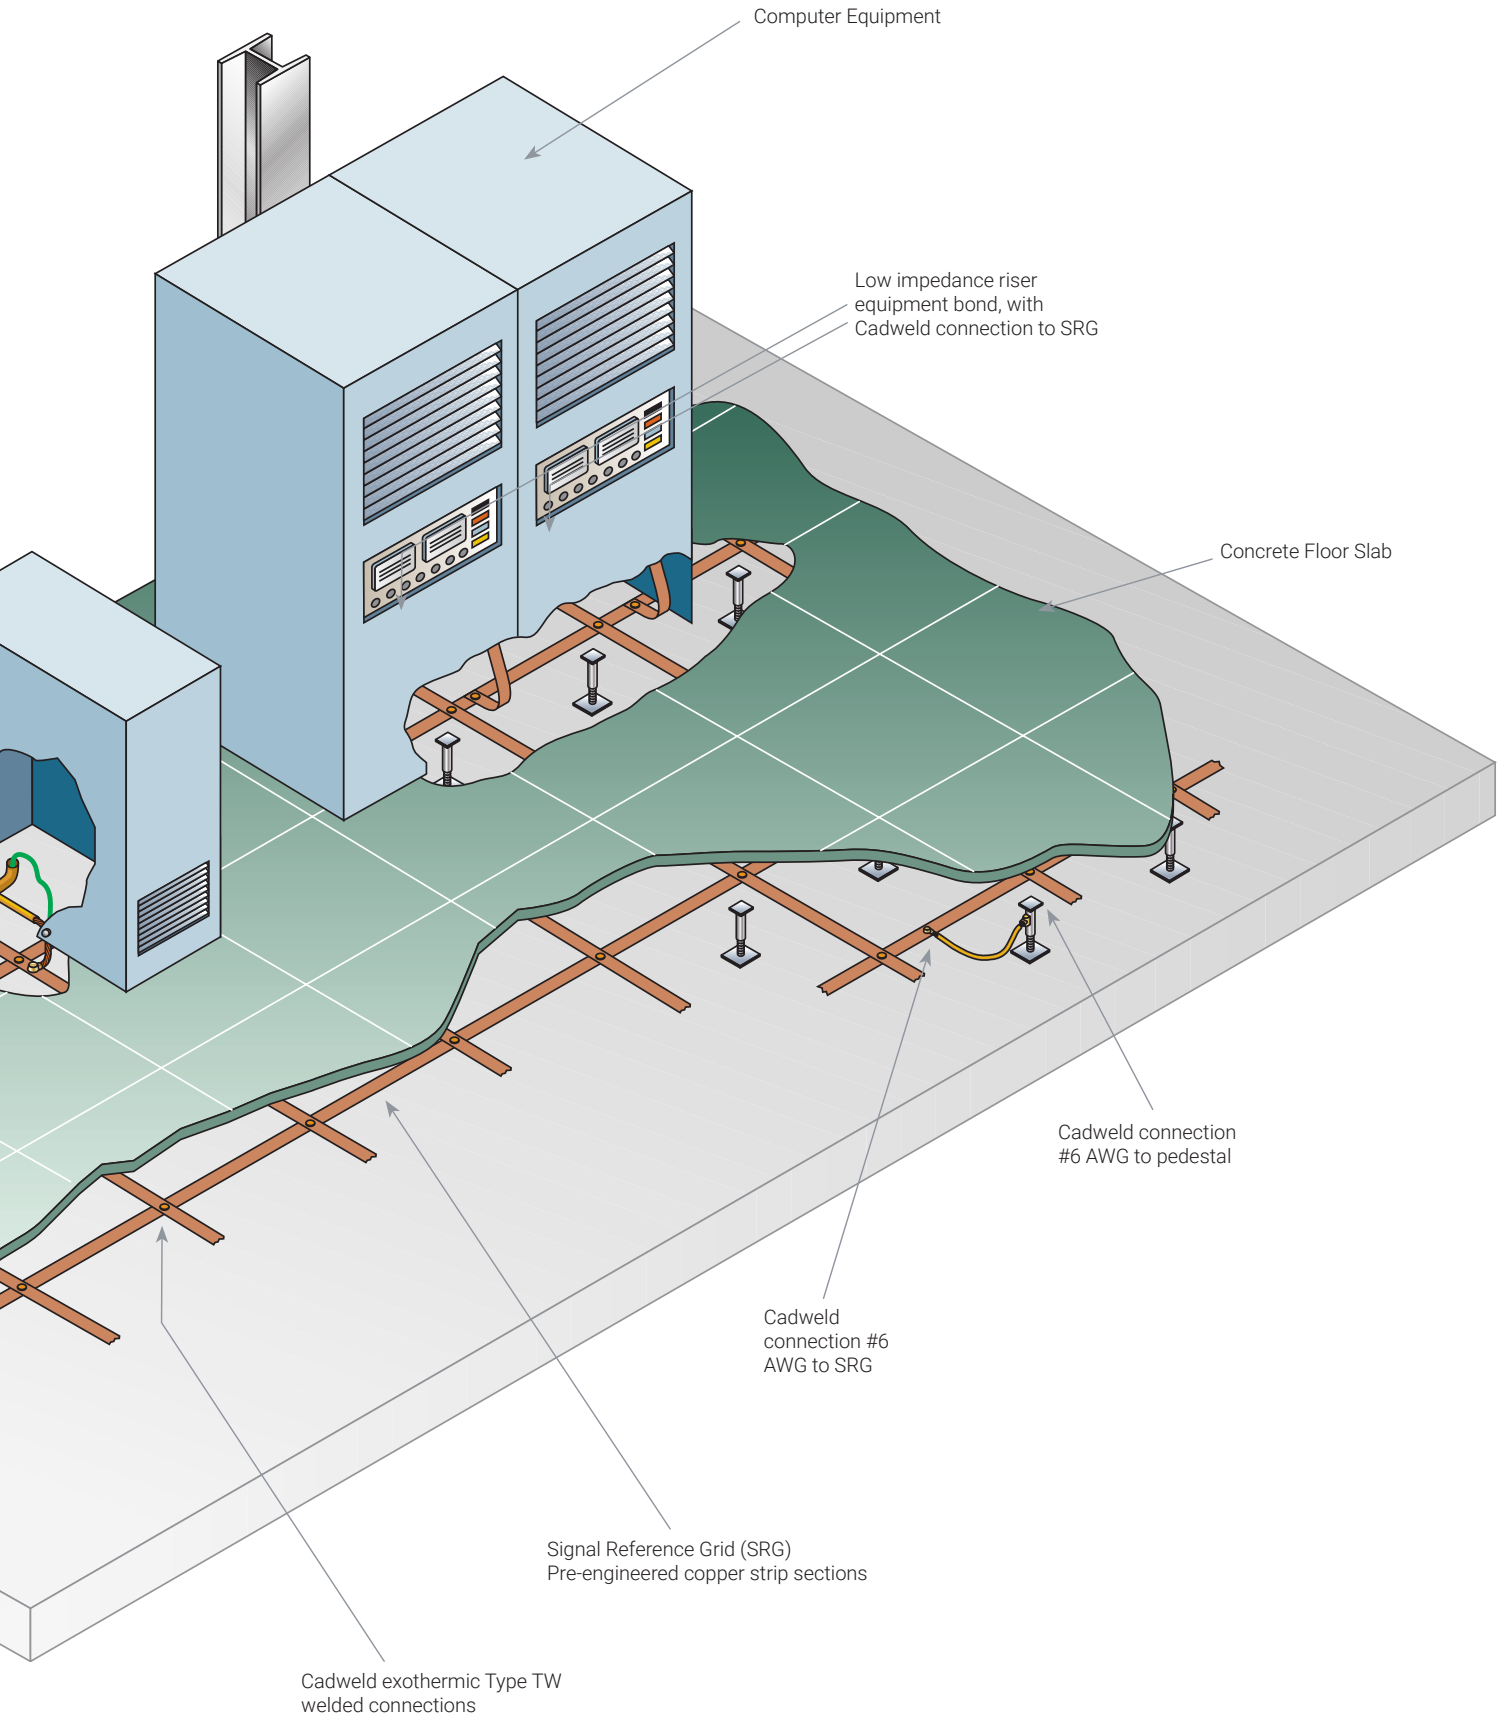 Computer Equipment
Low impedance riser
equipment bond, with
Cadweld connection to SRG
Concrete Floor Slab
Cadweld connection
#6 AWG to pedestal
Cadweld
connection #6
AWG to SRG
Signal Reference Grid (SRG)
Pre-engineered copper strip sections
Cadweld exothermic Type TW
welded connections